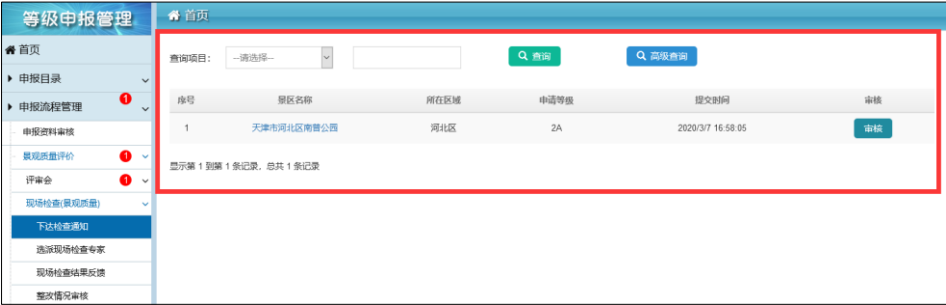 等级申报管理
首页
首页
申报目录
申报流程管理 1
申报资料审核
景观质量评价 1
评审会 1
现场检查(景观质量)
下达检查通知
选派现场检查专家
现场检查结果反馈
整改情况审核
查询项目: --请选择-- 查询 高级查询
序号 景区名称 所在区域 申请等级 提交时间 审核
1 天津市河北区南普公园 河北区 2A 2020/3/7 16:58:05 审核
显示第 1 到第 1 条记录，总共 1 条记录